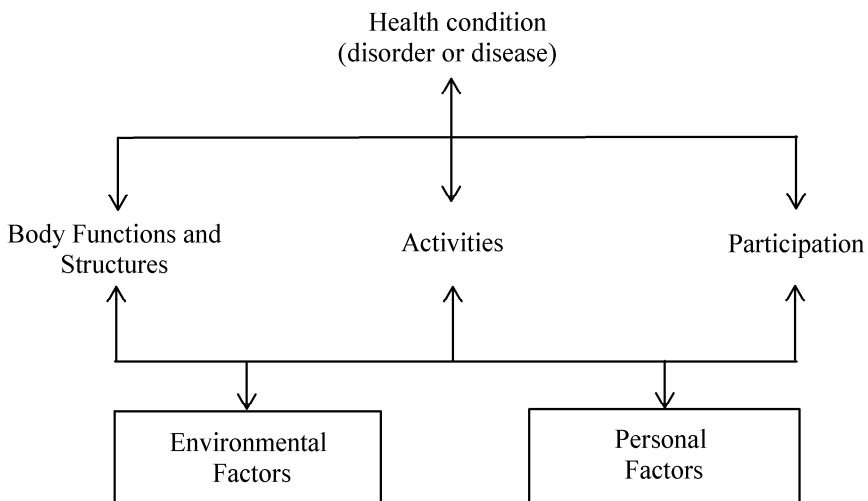 Health condition
(disorder or disease)
Body Functions and
Structures
Activities
Participation
Environmental
Factors
Personal
Factors